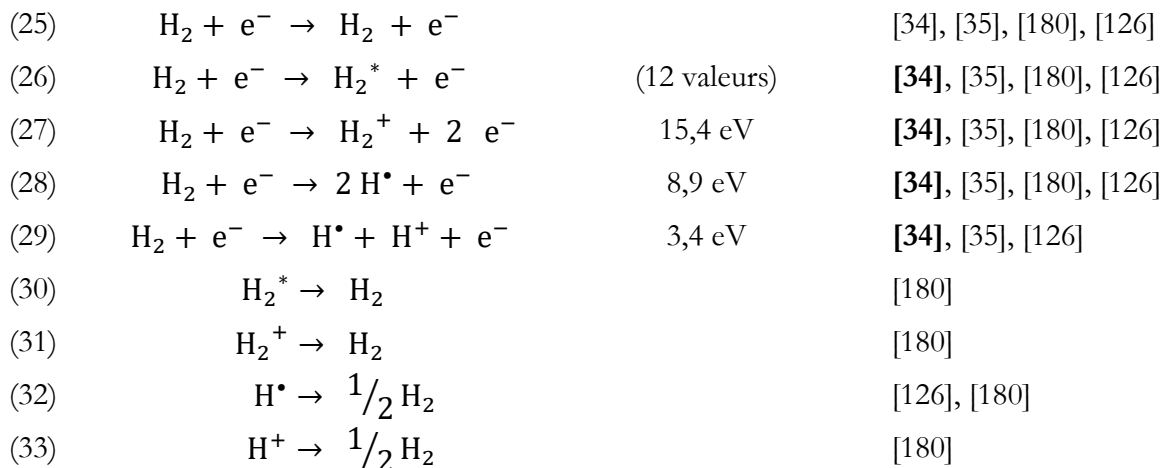 (25) H₂ + e⁻ → H₂ + e⁻ [34], [35], [180], [126]
(26) H₂ + e⁻ → H₂* + e⁻ (12 valeurs) [34], [35], [180], [126]
(27) H₂ + e⁻ → H₂⁺ + 2 e⁻ 15,4 eV [34], [35], [180], [126]
(28) H₂ + e⁻ → 2 H• + e⁻ 8,9 eV [34], [35], [180], [126]
(29) H₂ + e⁻ → H• + H⁺ + e⁻ 3,4 eV [34], [35], [126]
(30) H₂* → H₂ [180]
(31) H₂⁺ → H₂ [180]
(32) H• → 1/2 H₂ [126], [180]
(33) H⁺ → 1/2 H₂ [180]